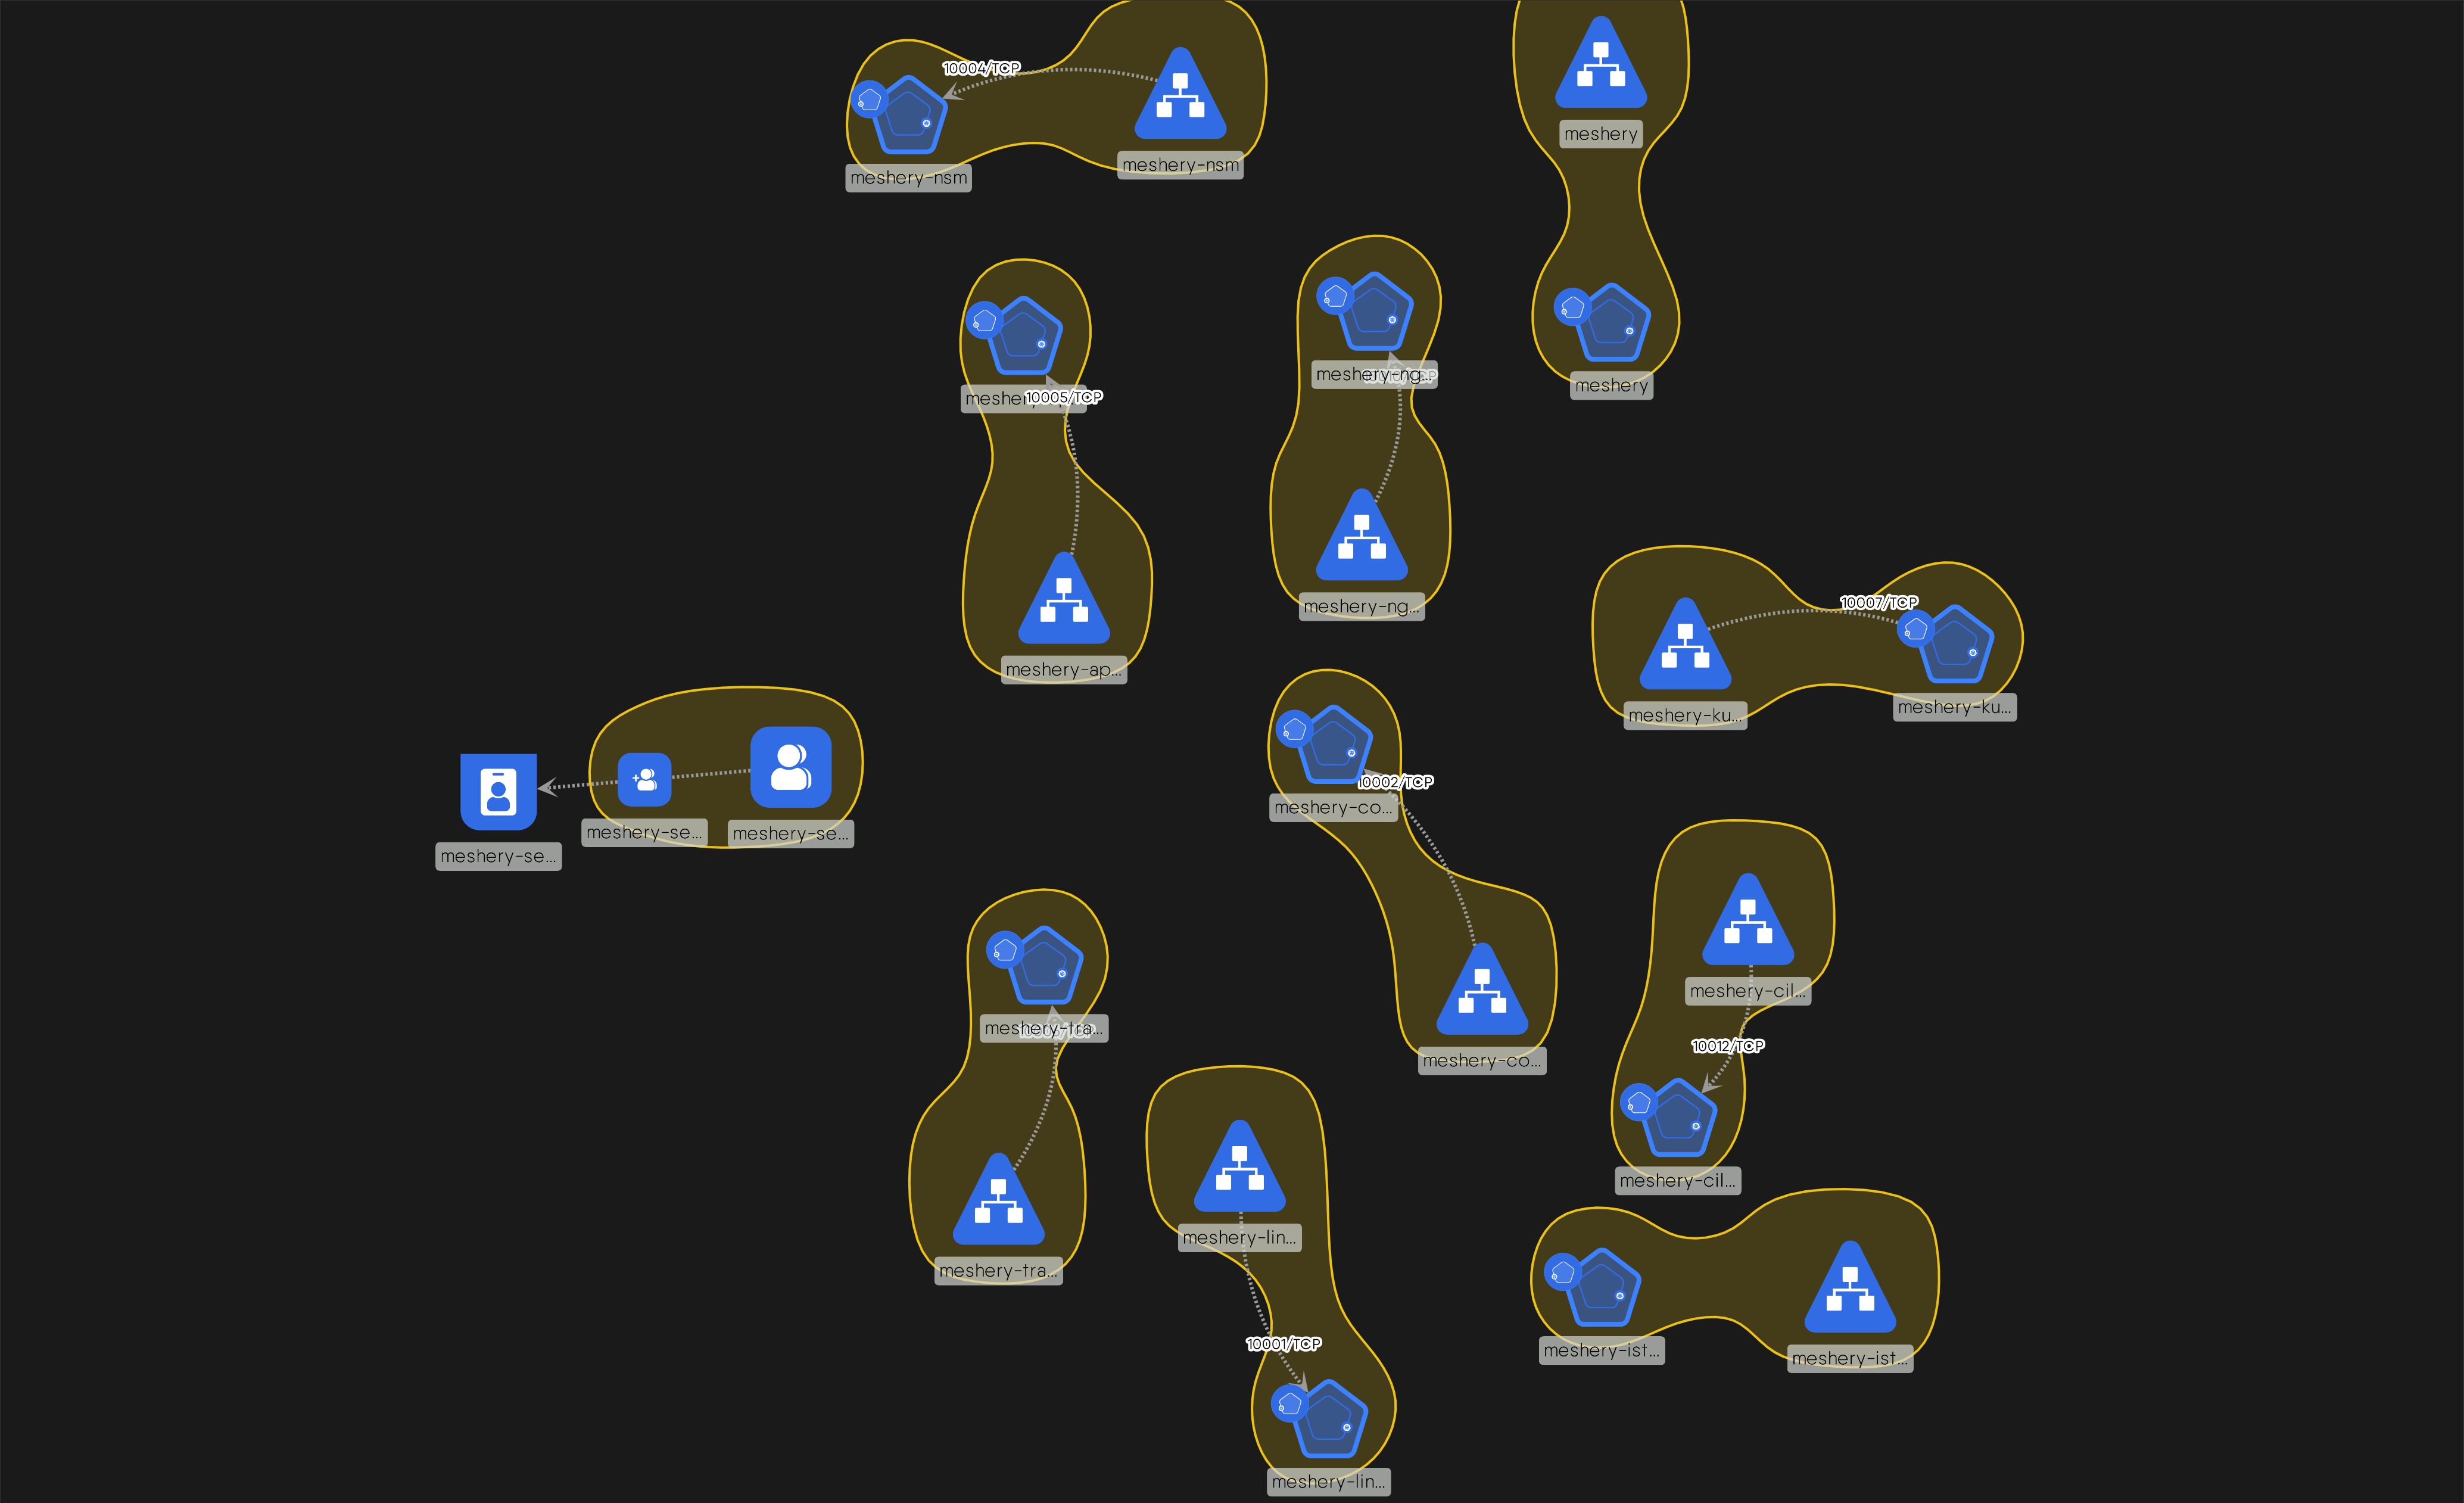 meshery
10004/TCP
meshery-nsm
meshery-nsm
meshery
meshery-ng...
10005/TCP
meshery-ng...
10007/TCP
meshery-ap...
meshery-ku...
meshery-ku...
10002/TCP
meshery-co...
meshery-se...
meshery-se...
meshery-se...
meshery-cil...
meshery-tra...
10012/TCP
meshery-co...
meshery-cil...
meshery-lin...
meshery-tra...
10001/TCP
meshery-ist...
meshery-ist...
meshery-lin...